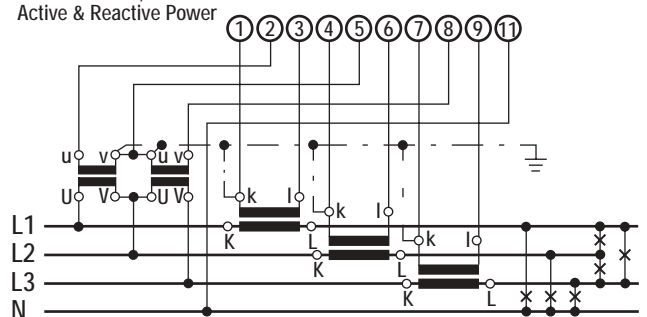 Active & Reactive Power
1 2 3 4 5 6 7 8 9 11
u v u v
U V U V
k l k l k l
L1
K L
L2
K L
L3
K L
N